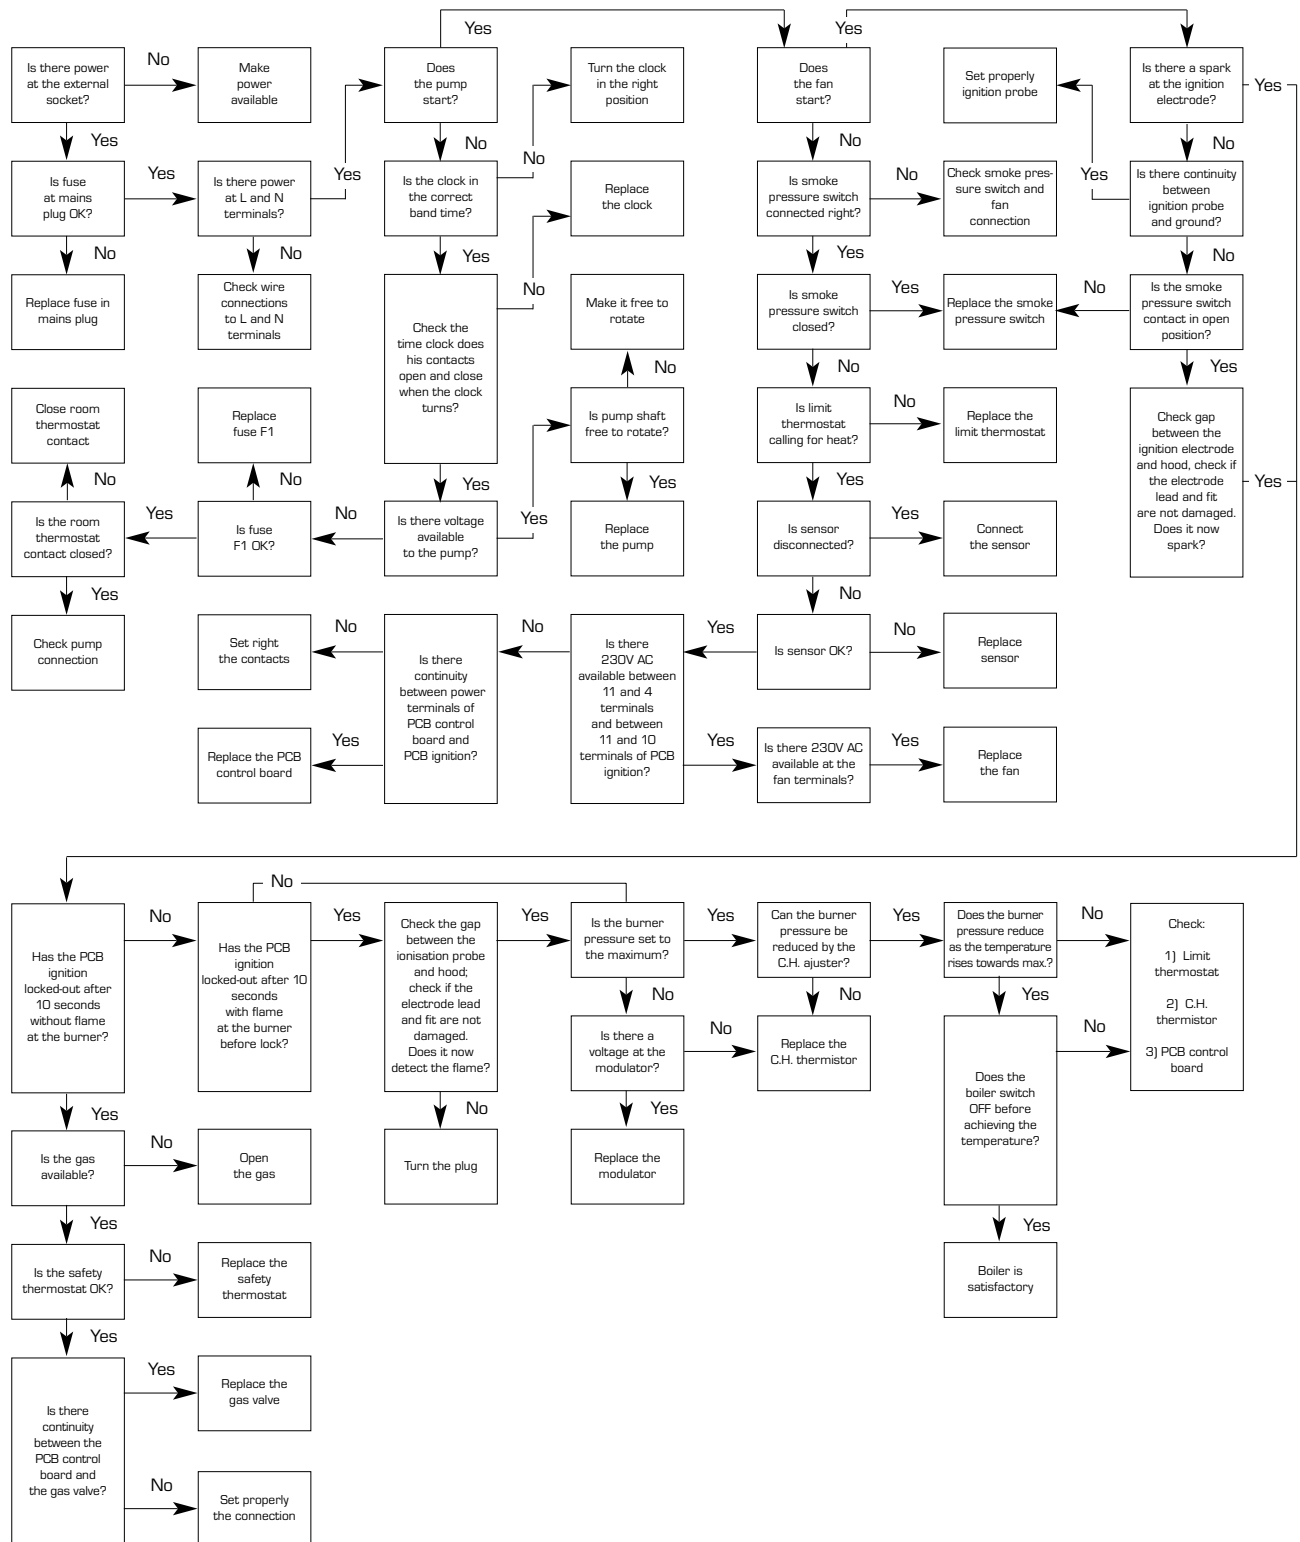 Yes
Yes
Is there power
at the external
socket?
No
Make
power
available
Does
the pump
start?
Turn the clock
in the right
position
Does
the fan
start?
Set properly
ignition probe
Is there a spark
at the ignition
electrode?
Yes
Yes
No
No
No
No
Is fuse
at mains
plug OK?
Yes
Is there power
at L and N
terminals?
Yes
Is the clock in
the correct
band time?
Replace
the clock
Is smoke
pressure switch
connected right?
No
Check smoke pres-
sure switch and
fan
connection
Yes
Is there continuity
between
ignition probe
and ground?
No
No
Yes
No
Yes
No
Replace fuse in
mains plug
Check wire
connections
to L and N
terminals
Check the
time clock does
his contacts
open and close
when the clock
turns?
Make it free to
rotate
Is smoke
pressure switch
closed?
Yes
Replace the smoke
pressure switch
No
Is the smoke
pressure switch
contact in open
position?
No
No
Yes
Close room
thermostat
contact
Replace
fuse F1
Is pump shaft
free to rotate?
Is limit
thermostat
calling for heat?
No
Replace the
limit thermostat
Check gap
between the
ignition electrode
and hood, check if
the electrode
lead and fit
are not damaged.
Does it now
spark?
Yes
No
No
Yes
Yes
Yes
Is the room
thermostat
contact closed?
Yes
Is fuse
F1 OK?
No
Is there voltage
available
to the pump?
Yes
Replace
the pump
Is sensor
disconnected?
Yes
Connect
the sensor
Yes
No
Check pump
connection
Set right
the contacts
No
Is there
continuity
between power
terminals of
PCB control
board and
PCB ignition?
No
Is there
230V AC
available between
11 and 4
terminals
and between
11 and 10
terminals of PCB
ignition?
Yes
Is sensor OK?
No
Replace
sensor
Replace the PCB
control board
Yes
Yes
Is there 230V AC
available at the
fan terminals?
Yes
Replace
the fan
No
Has the PCB
ignition
locked-out after
10 seconds
without flame
at the burner?
No
Has the PCB
ignition
locked-out after 10
seconds
with flame
at the burner
before lock?
Yes
Check the gap
between the
ionisation probe
and hood;
check if the
electrode lead
and fit are not
damaged.
Does it now
detect the flame?
Yes
Is the burner
pressure set to
the maximum?
Yes
Can the burner
pressure be
reduced by the
C.H. ajuster?
Yes
Does the burner
pressure reduce
as the temperature
rises towards max.?
No
Check:
1) Limit
thermostat
2) C.H.
thermistor
3) PCB control
board
No
No
Yes
Is there a
voltage at the
modulator?
No
Replace the
C.H. thermistor
Does the
boiler switch
OFF before
achieving the
temperature?
No
Yes
No
Yes
Is the gas
available?
No
Open
the gas
Turn the plug
Replace the
modulator
Yes
Yes
Is the safety
thermostat OK?
No
Replace the
safety
thermostat
Boiler is
satisfactory
Yes
Is there
continuity
between the
PCB control
board and
the gas valve?
Yes
Replace the
gas valve
No
Set properly
the connection